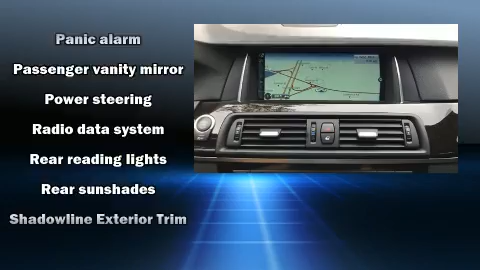 Panic alarm
Passenger vanity mirror
Power steering
Radio data system
Rear reading lights
Rear sunshades
Shadowline Exterior Trim